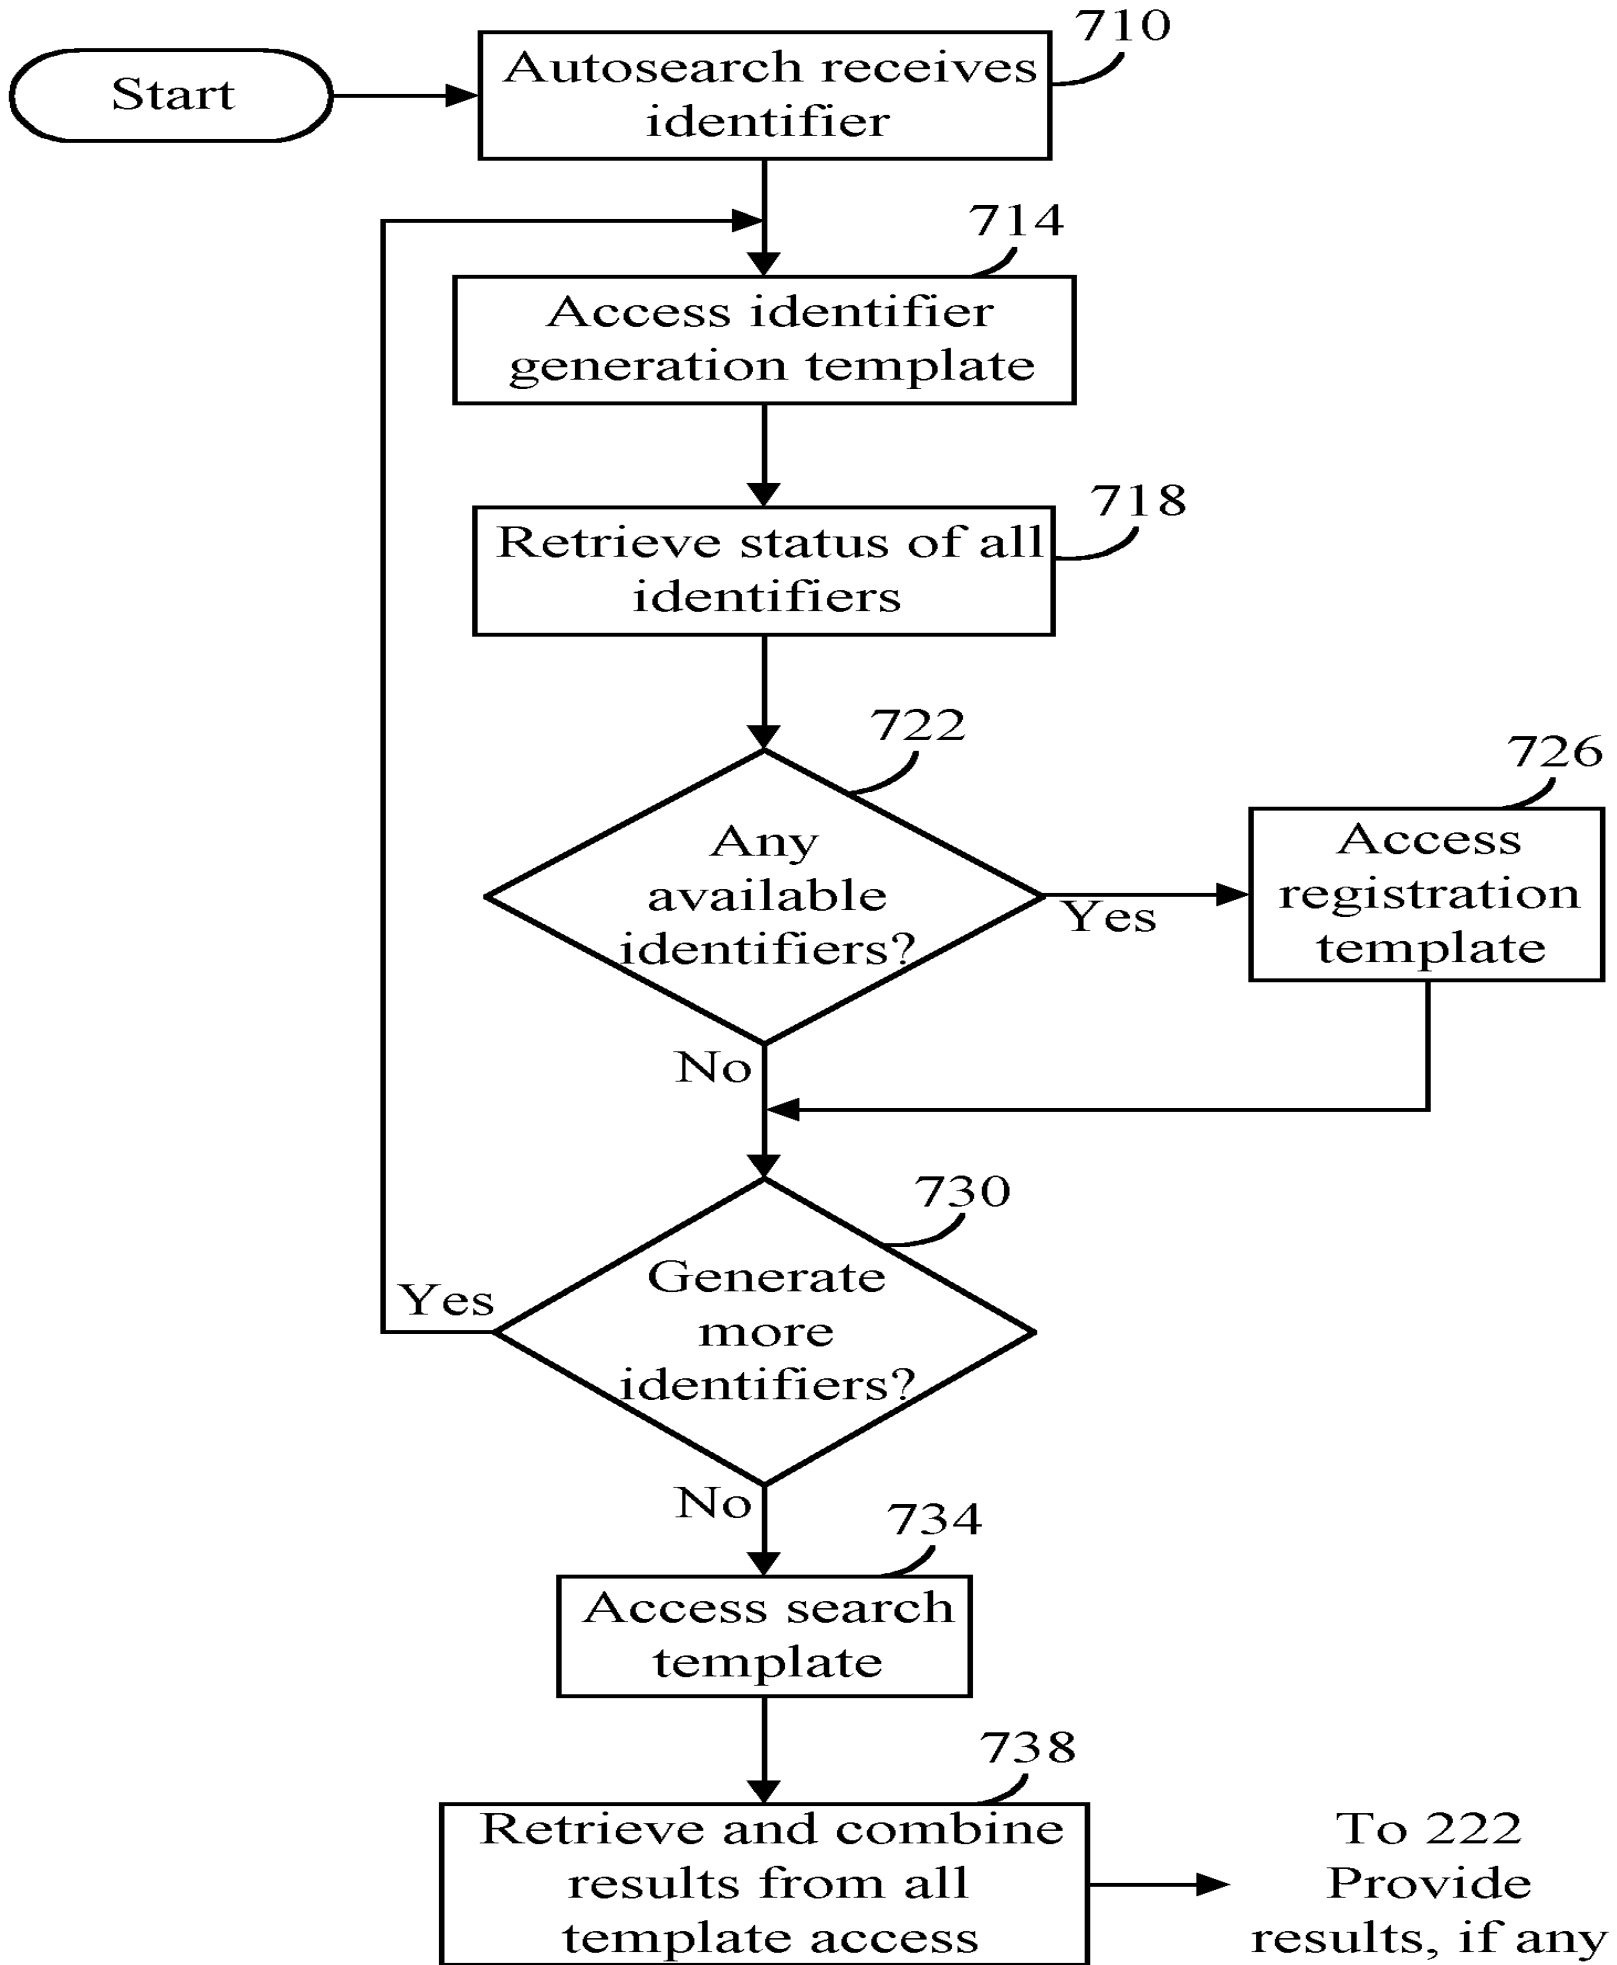 710
Start
Autosearch receives
identifier
714
Access identifier
generation template
718
Retrieve status of all
identifiers
722
726
Any
available
identifiers?
Yes
Access
registration
template
No
730
Generate
more
identifiers?
Yes
No
734
Access search
template
738
Retrieve and combine
results from all
template access
To 222
Provide
results, if any